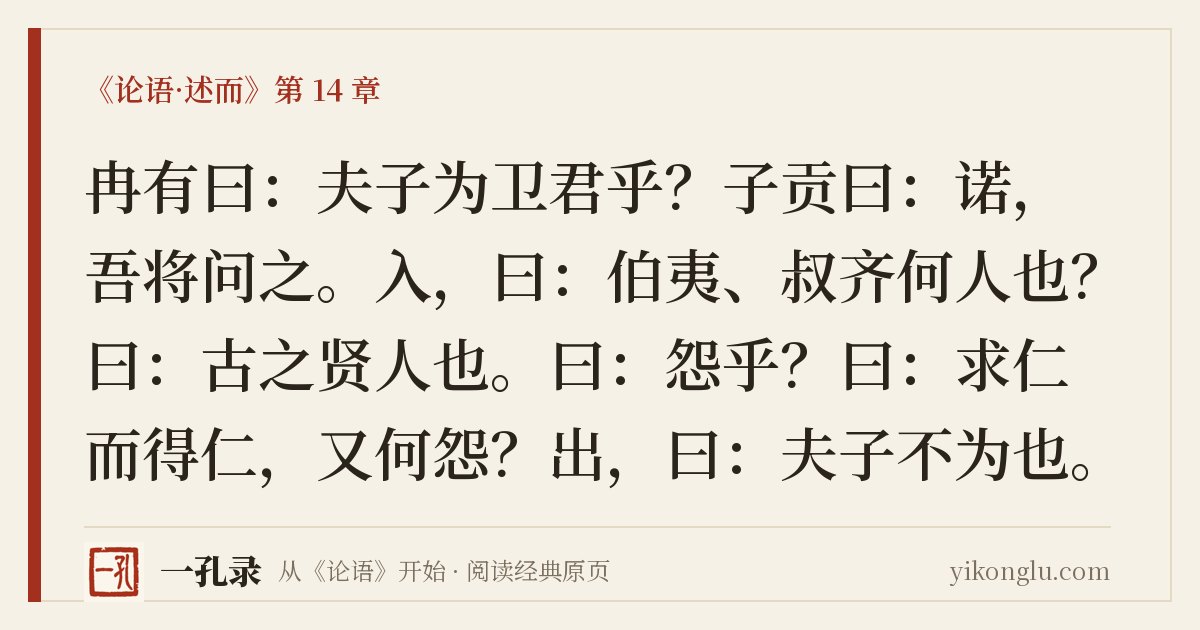 《论语·述而》第 14 章
冉有曰：夫子为卫君乎？子贡曰：诺，
吾将问之。入，曰：伯夷、叔齐何人也？
曰：古之贤人也。曰：怨乎？曰：求仁
而得仁，又何怨？出，曰：夫子不为也。
一孔
一孔录 从《论语》开始 · 阅读经典原页
yikonglu.com